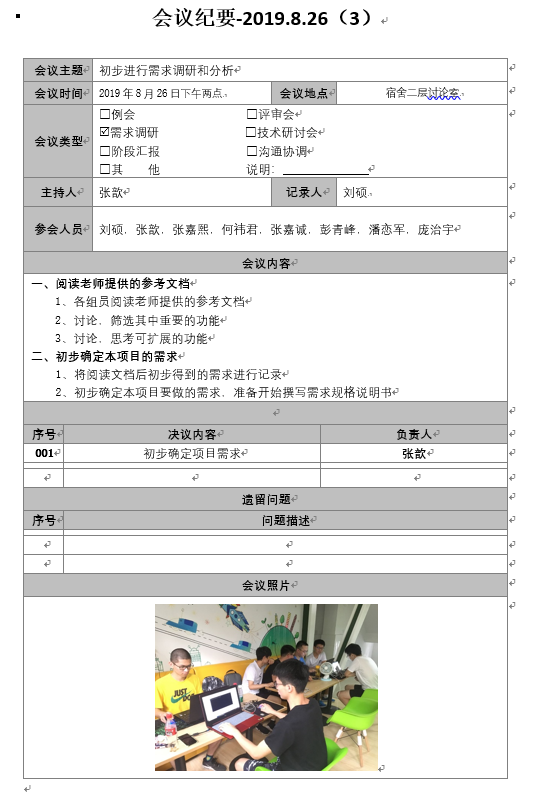 会议纪要-2019.8.26（3）
会议主题 初步进行需求调研和分析
会议时间 2019年8月26日下午两点 会议地点 宿舍二层讨论室
会议类型
□例会 □评审会
☑需求调研 □技术研讨会
□阶段汇报 □沟通协调
□其 他 说明：
主持人 张歆 记录人 刘硕
参会人员 刘硕，张歆，张嘉熙，何祎君，张嘉诚，彭青峰，潘恋军，庞治宇
会议内容
一、阅读老师提供的参考文档
1、各组员阅读老师提供的参考文档
2、讨论，筛选其中重要的功能
3、讨论，思考可扩展的功能
二、初步确定本项目的需求
1、将阅读文档后初步得到的需求进行记录
2、初步确定本项目要做的需求，准备开始撰写需求规格说明书
序号 决议内容 负责人
001 初步确定项目需求 张歆
遗留问题
序号 问题描述
会议照片
JUST
DO